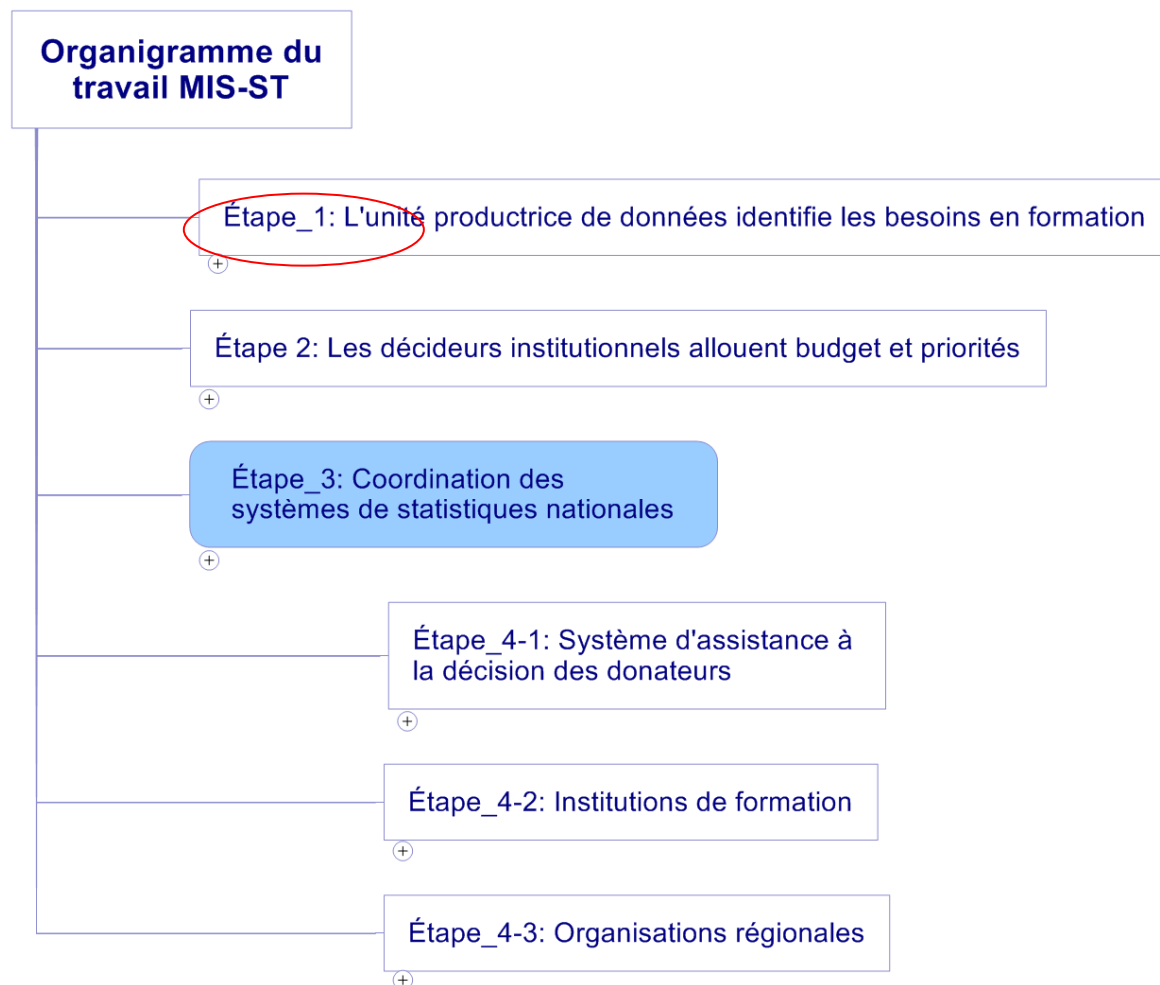 Organigramme du
travail MIS-ST
Étape_1: L'unité productrice de données identifie les besoins en formation
Étape 2: Les décideurs institutionnels allouent budget et priorités
Étape_3: Coordination des
systèmes de statistiques nationales
Étape_4-1: Système d'assistance à
la décision des donateurs
Étape_4-2: Institutions de formation
Étape_4-3: Organisations régionales